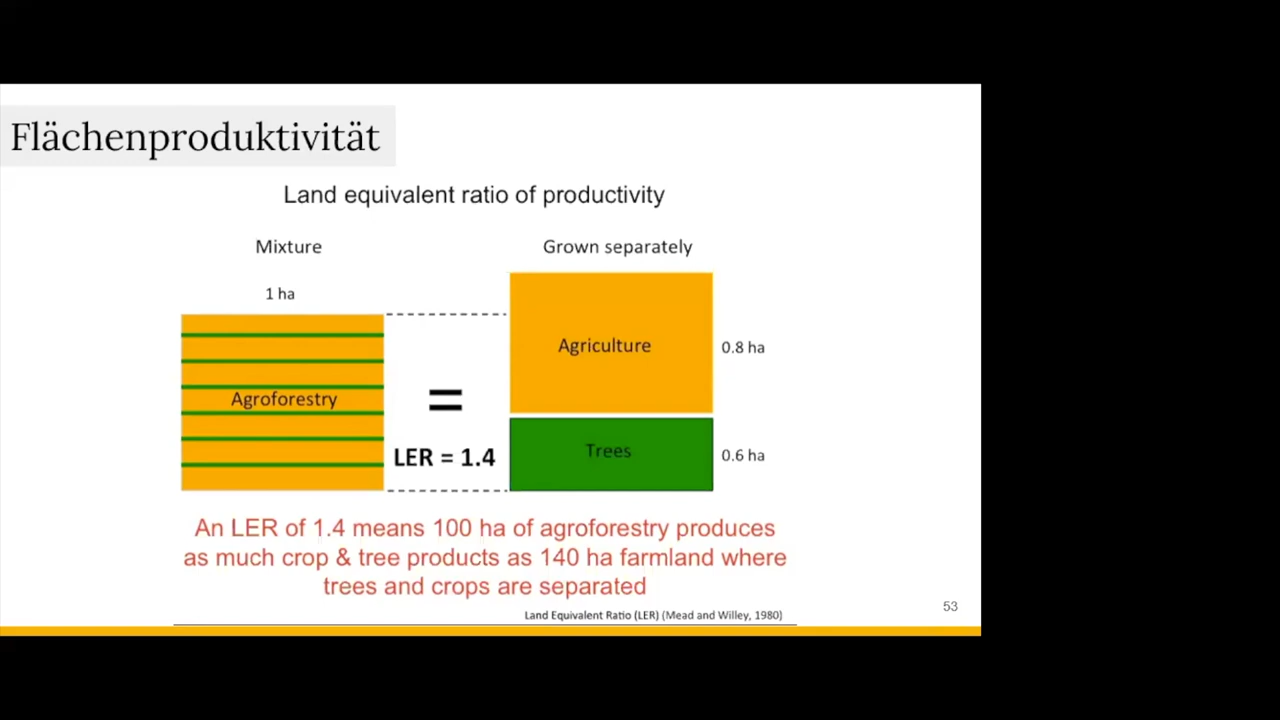 Flächenproduktivität
Land equivalent ratio of productivity
Mixture
Grown separately
1 ha
Agroforestry
=
LER = 1.4
Agriculture
0.8 ha
Trees
0.6 ha
An LER of 1.4 means 100 ha of agroforestry produces
as much crop & tree products as 140 ha farmland where
trees and crops are separated
Land Equivalent Ratio (LER) (Mead and Willey, 1980)
53